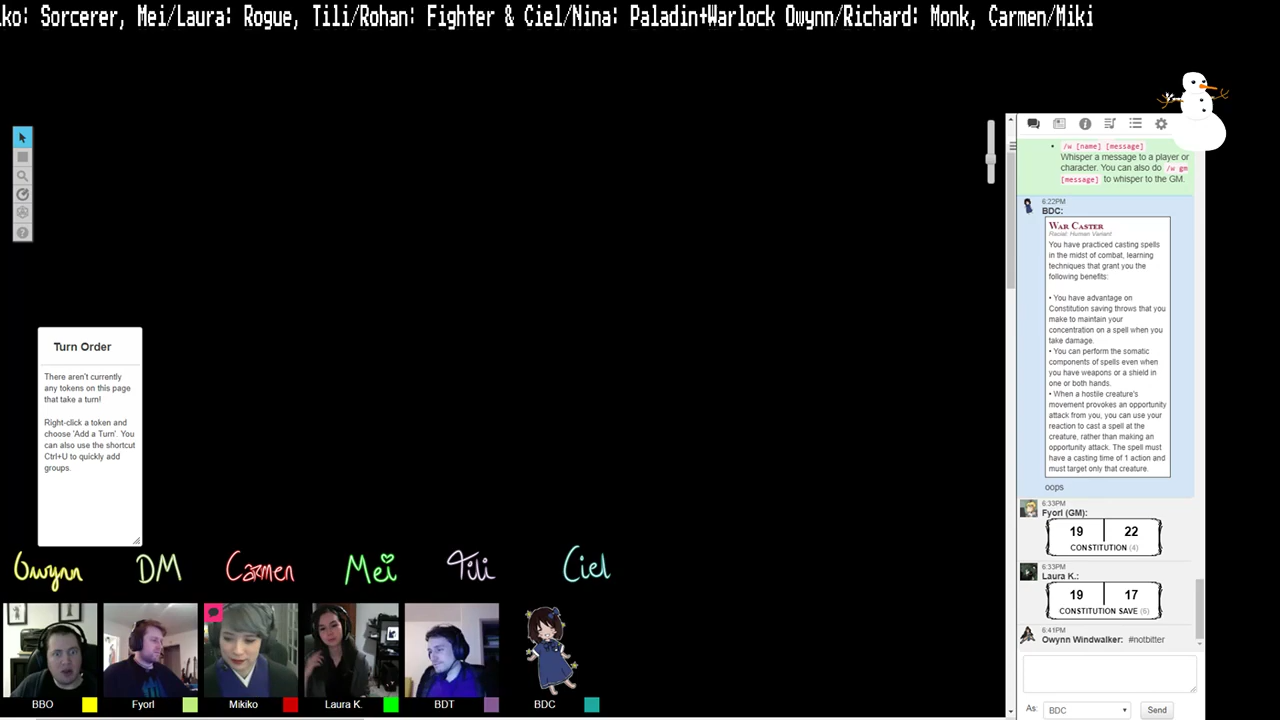 ko: Sorcerer, Mei/Laura: Rogue, Tili/Rohan: Fighter & Ciel/Nina: Paladin+Warlock Owynn/Richard: Monk, Carmen/Miki
/w [name] [message]
Whisper a message to a player or
character. You can also do /w gm
[message] to whisper to the GM.
6:22PM
BDC:
WAR CASTER
Racial: Human Variant
You have practiced casting spells
in the midst of combat, learning
techniques that grant you the
following benefits:
• You have advantage on
Constitution saving throws that you
make to maintain your
concentration on a spell when you
take damage.
• You can perform the somatic
components of spells even when
you have weapons or a shield in
one or both hands.
• When a hostile creature's
movement provokes an opportunity
attack from you, you can use your
reaction to cast a spell at the
creature, rather than making an
opportunity attack. The spell must
have a casting time of 1 action and
must target only that creature.
oops
6:33PM
Fyorl (GM):
19 22
CONSTITUTION (4)
6:33PM
Laura K.:
19 17
CONSTITUTION SAVE (6)
6:41PM
Owynn Windwalker: #notbitter
As: BDC Send
Turn Order
There aren't currently
any tokens on this page
that take a turn!
Right-click a token and
choose 'Add a Turn'. You
can also use the shortcut
Ctrl+U to quickly add
groups.
Owynn DM Carmen Mei Tili Ciel
BBO Fyorl Mikiko Laura K. BDT BDC